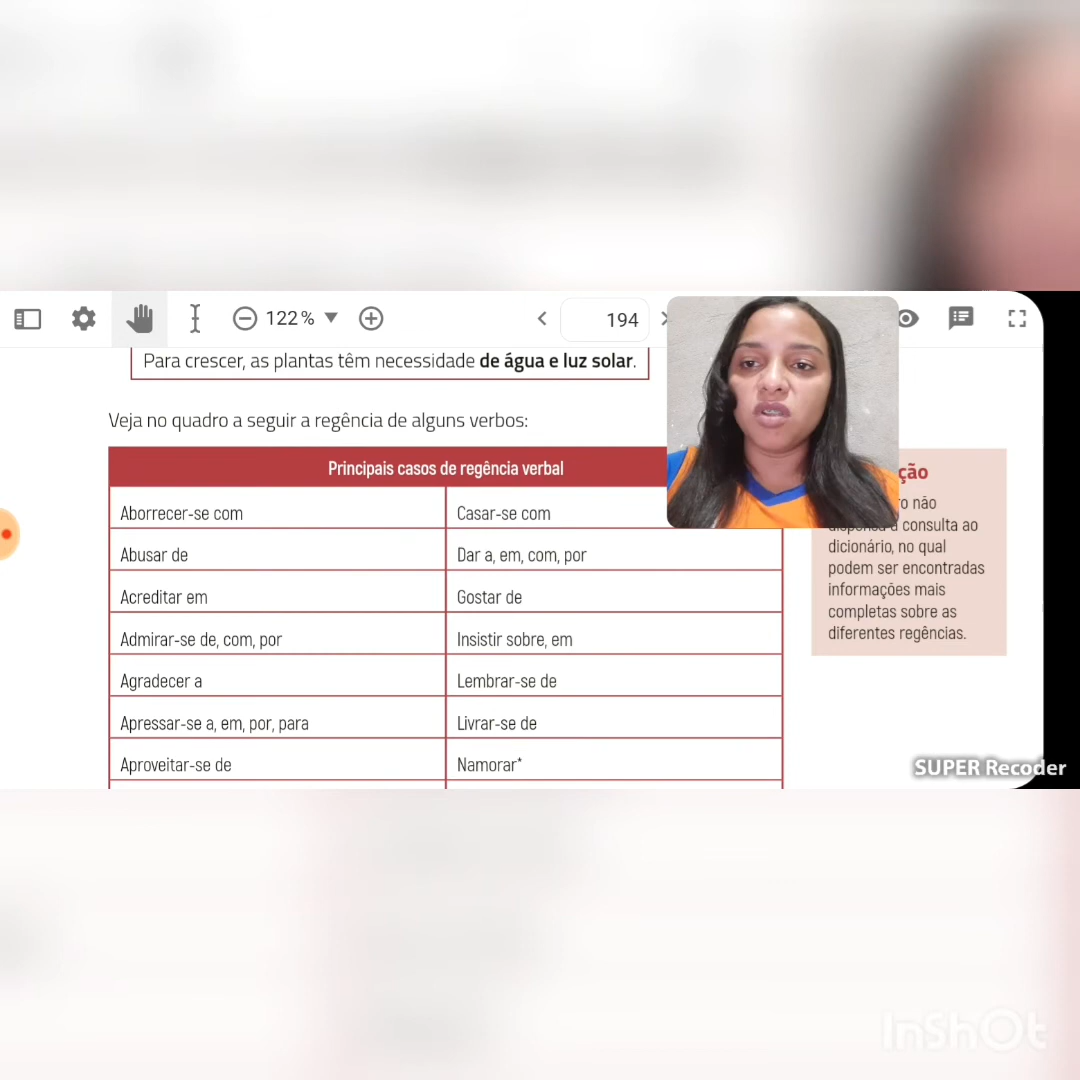 122%
194
Para crescer, as plantas têm necessidade de água e luz solar.
Veja no quadro a seguir a regência de alguns verbos:
Principais casos de regência verbal
Aborrecer-se com
Casar-se com
Abusar de
Dar a, em, com, por
Acreditar em
Gostar de
Admirar-se de, com, por
Insistir sobre, em
Agradecer a
Lembrar-se de
Apressar-se a, em, por, para
Livrar-se de
Aproveitar-se de
Namorar*
não
a consulta ao
dicionário, no qual
podem ser encontradas
informações mais
completas sobre as
diferentes regências.
SUPER Recoder
InShOt